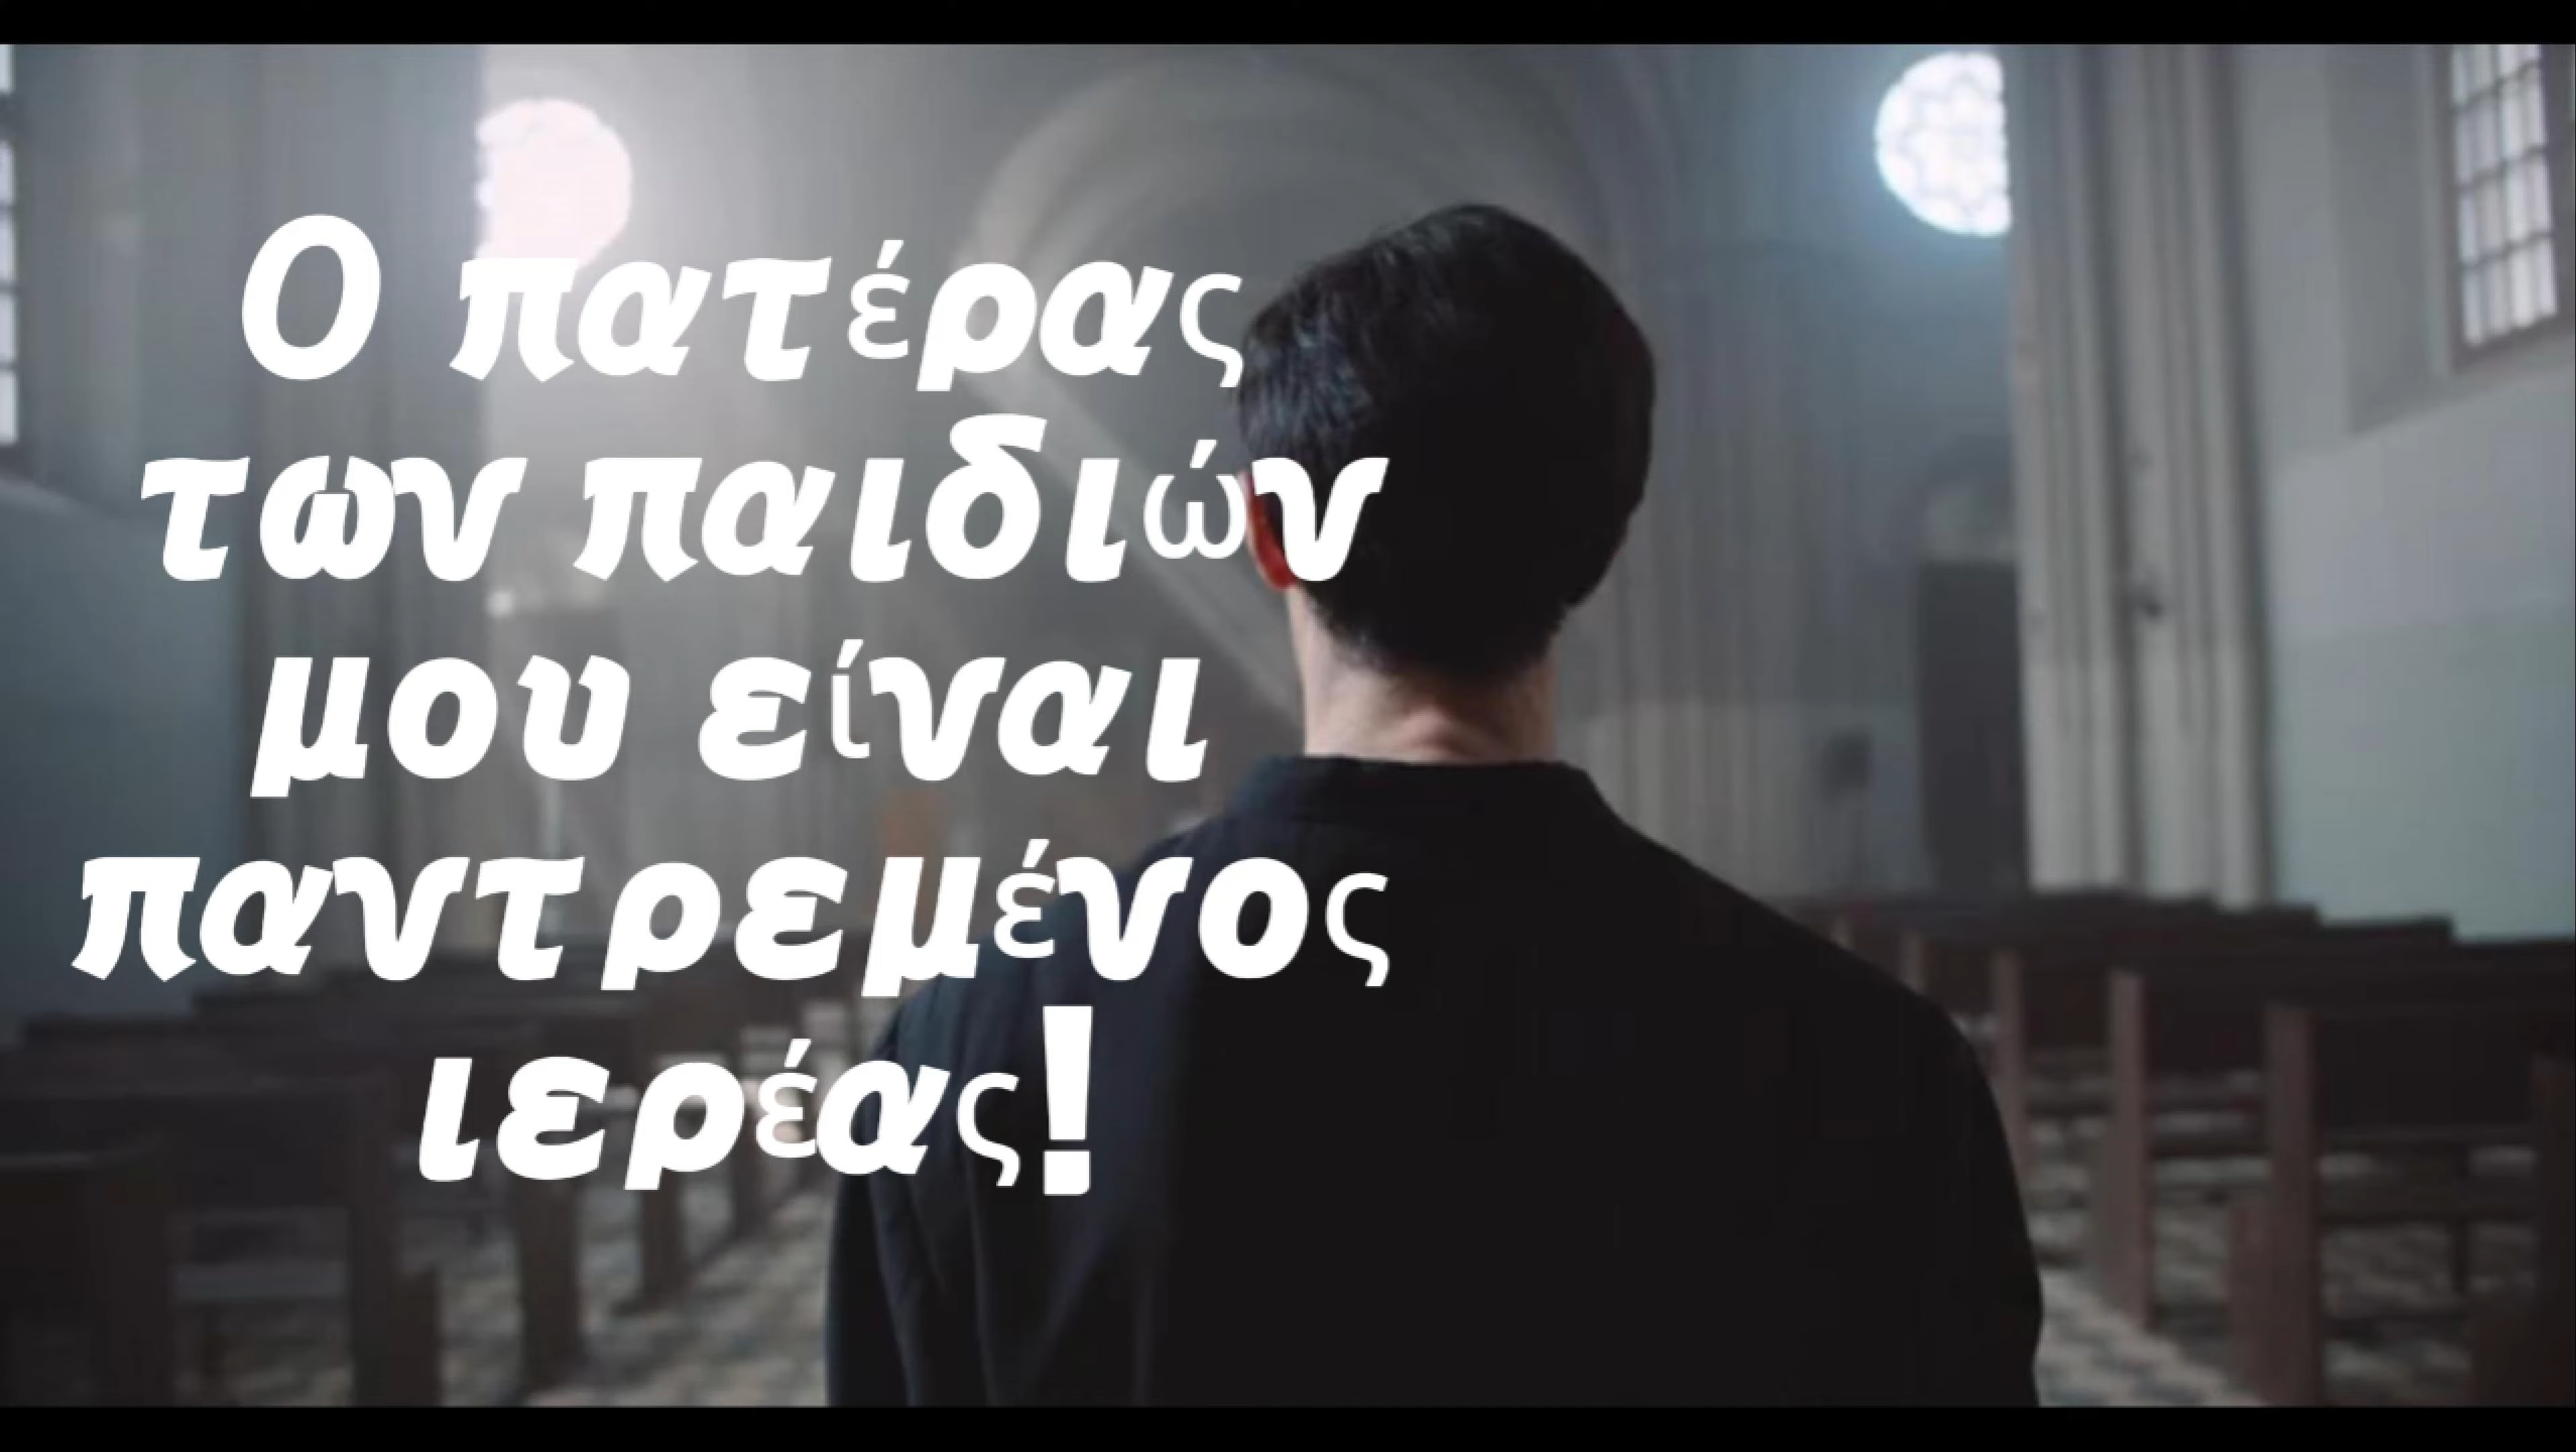 Ο πατέρας
των παιδιών
μου είναι
παντρεμένος
ιερέας!